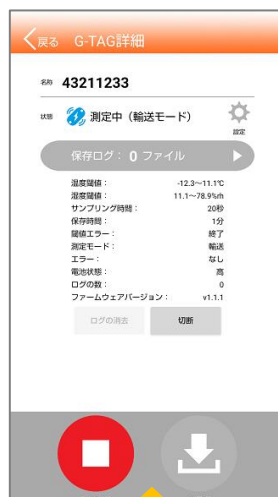 戻る G-TAG詳細
名称 43211233
状態 測定中（輸送モード）
設定
保存ログ： 0 ファイル
温度閾値： -12.3～11.1℃
湿度閾値： 11.1～78.9%rh
サンプリング時間： 20秒
保存時間： 1分
閾値エラー： 終了
測定モード： 輸送
エラー： なし
電池状態： 高
ログの数： 0
ファームウェアバージョン： v1.1.1
ログの消去 切断